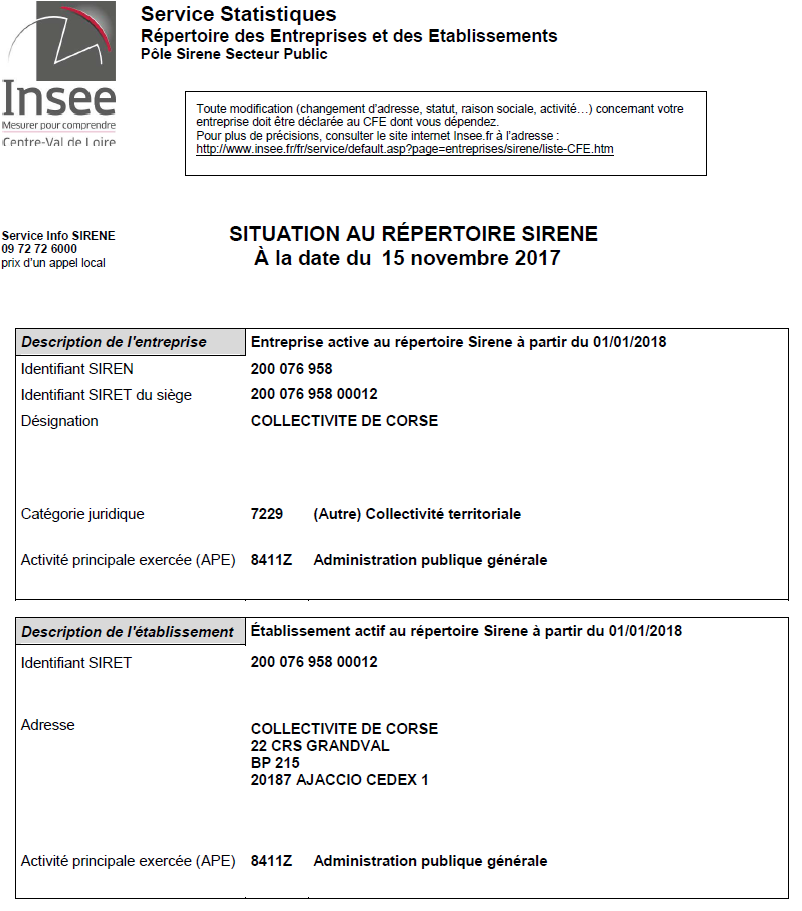 Insee
Mesurer pour comprendre
Centre-Val de Loire
Service Statistiques
Répertoire des Entreprises et des Etablissements
Pôle Sirene Secteur Public
Toute modification (changement d'adresse, statut, raison sociale, activité…) concernant votre
entreprise doit être déclarée au CFE dont vous dépendez.
Pour plus de précisions, consulter le site internet Insee.fr à l'adresse :
http://www.insee.fr/fr/service/default.asp?page=entreprises/sirene/liste-CFE.htm
Service Info SIRENE
09 72 72 6000
prix d'un appel local
SITUATION AU RÉPERTOIRE SIRENE
À la date du 15 novembre 2017
Description de l'entreprise Entreprise active au répertoire Sirene à partir du 01/01/2018
Identifiant SIREN 200 076 958
Identifiant SIRET du siège 200 076 958 00012
Désignation COLLECTIVITE DE CORSE
Catégorie juridique 7229 (Autre) Collectivité territoriale
Activité principale exercée (APE) 8411Z Administration publique générale
Description de l'établissement Établissement actif au répertoire Sirene à partir du 01/01/2018
Identifiant SIRET 200 076 958 00012
Adresse COLLECTIVITE DE CORSE
22 CRS GRANDVAL
BP 215
20187 AJACCIO CEDEX 1
Activité principale exercée (APE) 8411Z Administration publique générale